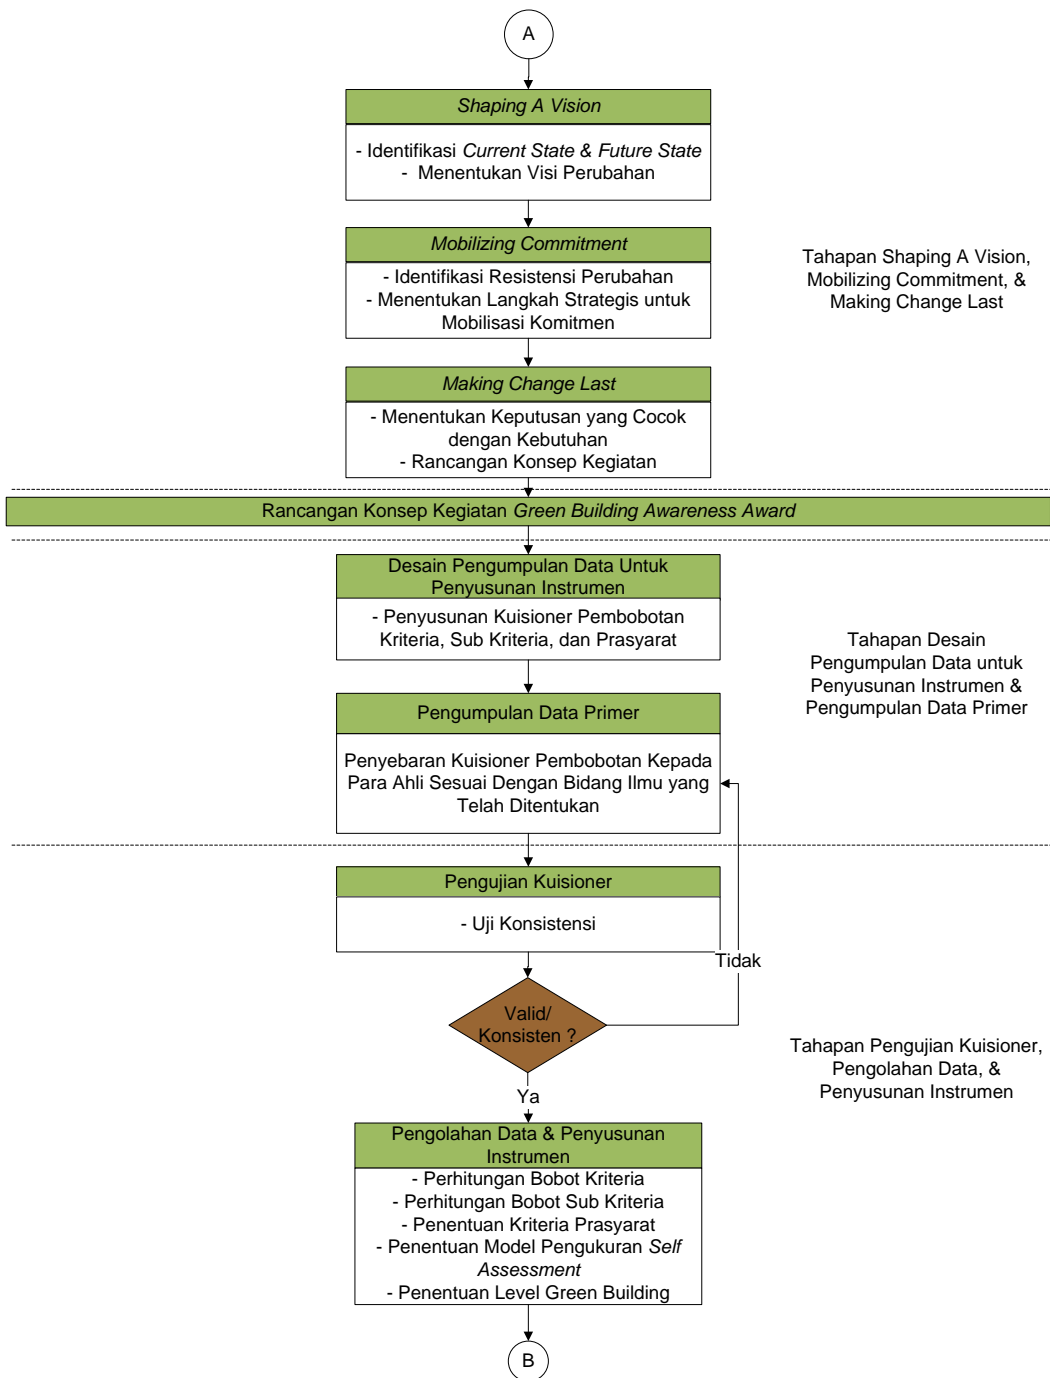 A
Shaping A Vision
- Identifikasi Current State & Future State
- Menentukan Visi Perubahan
Mobilizing Commitment
- Identifikasi Resistensi Perubahan
- Menentukan Langkah Strategis untuk
Mobilisasi Komitmen
Tahapan Shaping A Vision,
Mobilizing Commitment, &
Making Change Last
Making Change Last
- Menentukan Keputusan yang Cocok
dengan Kebutuhan
- Rancangan Konsep Kegiatan
Rancangan Konsep Kegiatan Green Building Awareness Award
Desain Pengumpulan Data Untuk
Penyusunan Instrumen
- Penyusunan Kuisioner Pembobotan
Kriteria, Sub Kriteria, dan Prasyarat
Tahapan Desain
Pengumpulan Data untuk
Penyusunan Instrumen &
Pengumpulan Data Primer
Pengumpulan Data Primer
Penyebaran Kuisioner Pembobotan Kepada
Para Ahli Sesuai Dengan Bidang Ilmu yang
Telah Ditentukan
Pengujian Kuisioner
- Uji Konsistensi
Tidak
Valid/
Konsisten ?
Ya
Tahapan Pengujian Kuisioner,
Pengolahan Data, &
Penyusunan Instrumen
Pengolahan Data & Penyusunan
Instrumen
- Perhitungan Bobot Kriteria
- Perhitungan Bobot Sub Kriteria
- Penentuan Kriteria Prasyarat
- Penentuan Model Pengukuran Self
Assessment
- Penentuan Level Green Building
B